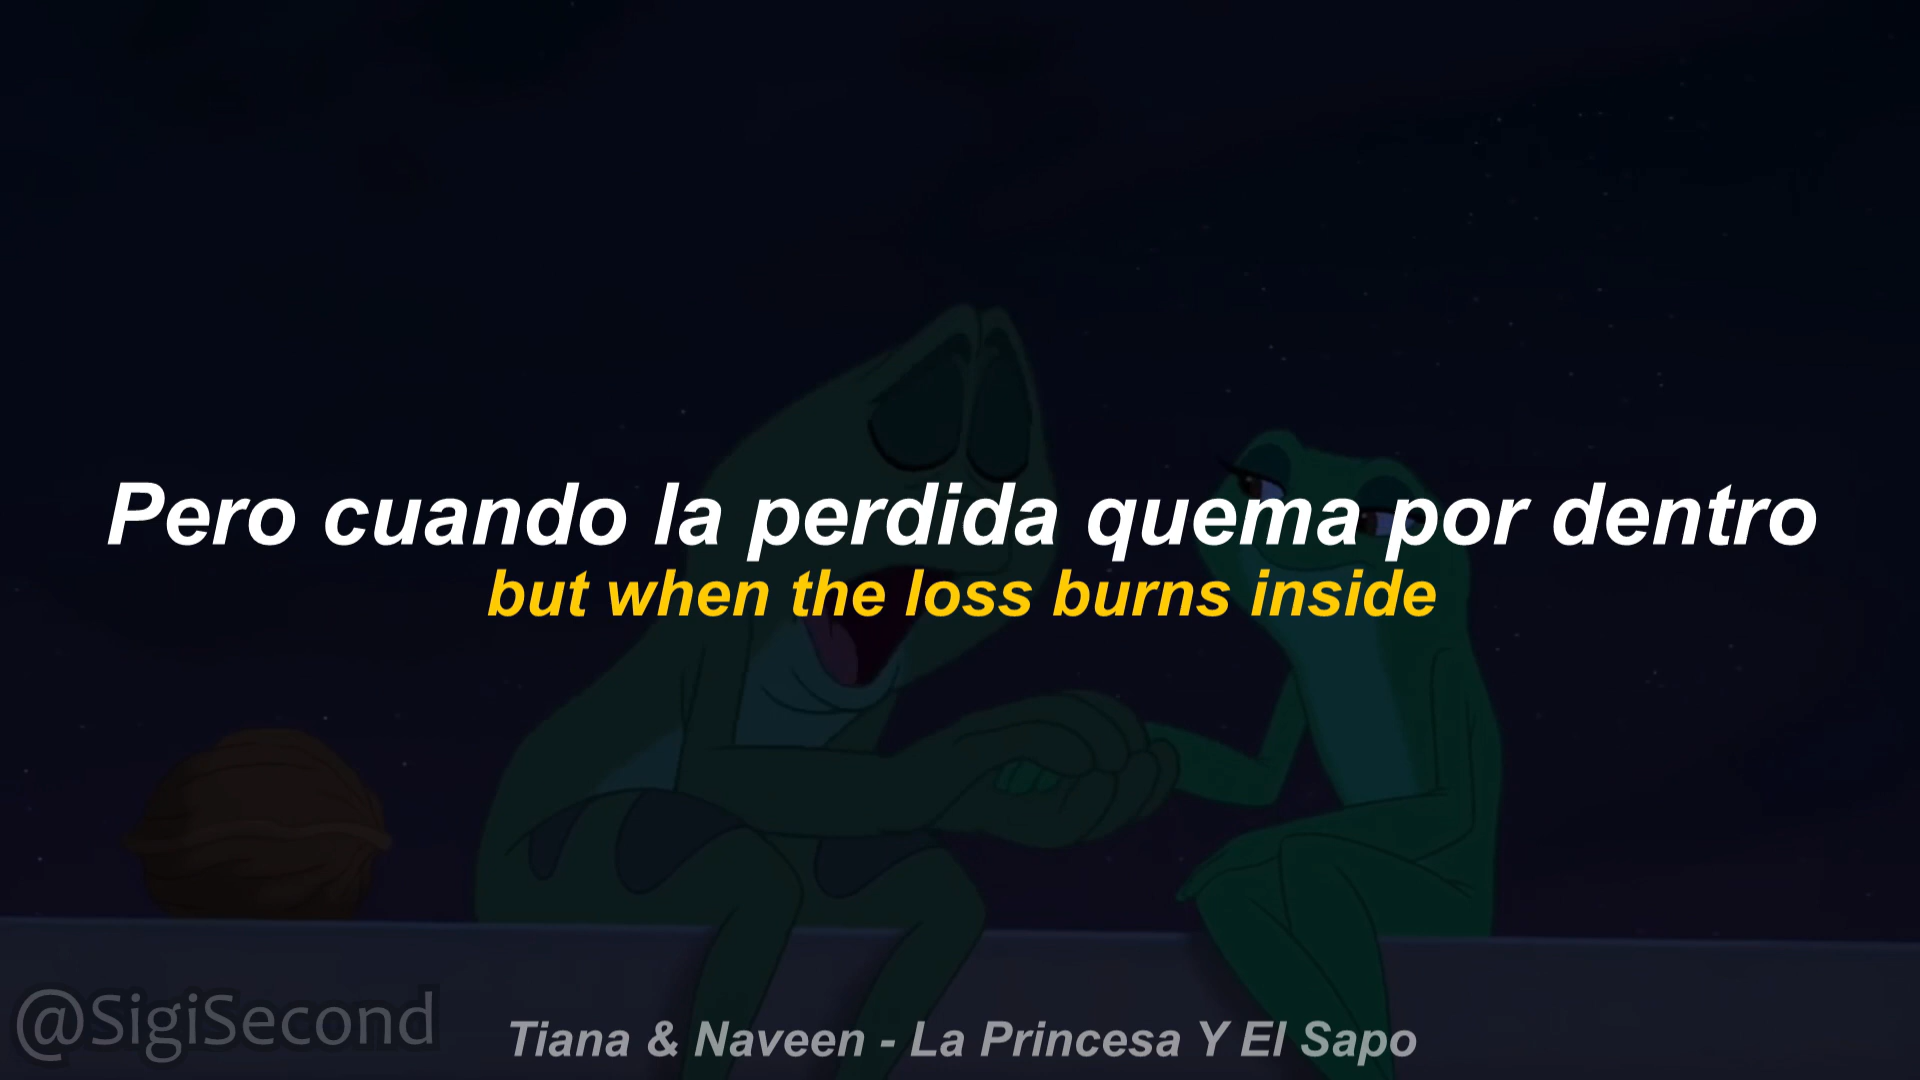 Pero cuando la perdida quema por dentro
but when the loss burns inside
@SigiSecond
Tiana & Naveen - La Princesa Y El Sapo